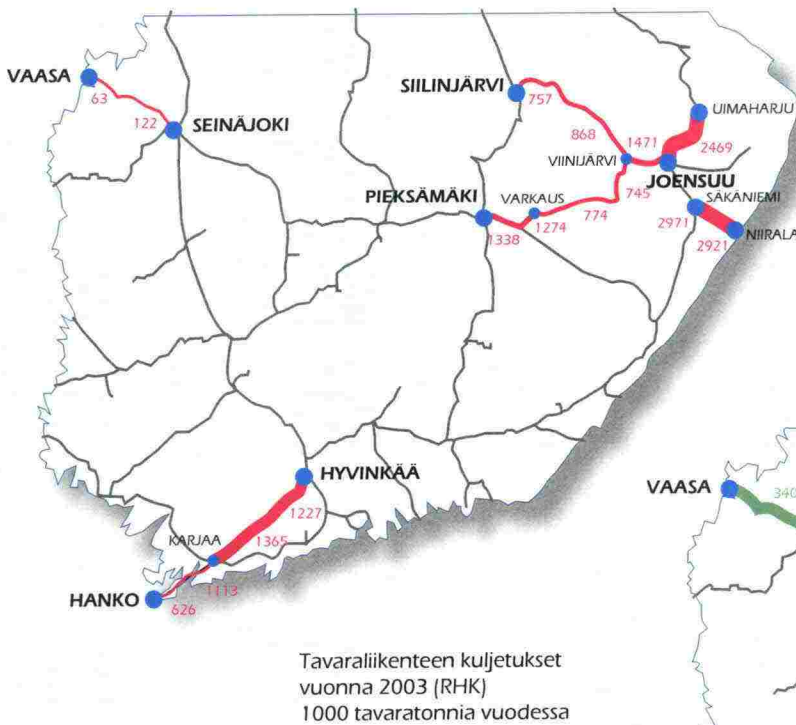 VAASA
63
122
SEINÄJOKI
SIILINJÄRVI
757
868
VIINIJÄRVI
1471
UIMAHARJU
2469
JOENSUU
SÄKÄNIEMI
2971
2921
NIIRALA
PIEKSÄMÄKI
VARKAUS
1338
1274
774
745
HYVINKÄÄ
1227
1365
KARJAA
1113
626
HANKO
VAASA
340
Tavaraliikenteen kuljetukset
vuonna 2003 (RHK)
1000 tavaratonnia vuodessa